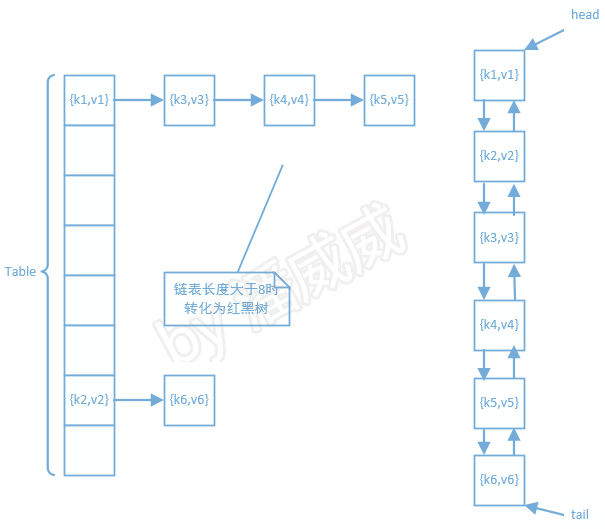 head
{k1,v1}
{k3,v3}
{k4,v4}
{k5,v5}
{k1,v1}
{k2,v2}
{k3,v3}
Table
链表长度大于8时
转化为红黑树
{k4,v4}
{k2,v2}
{k6,v6}
{k5,v5}
{k6,v6}
tail
by 潘威威